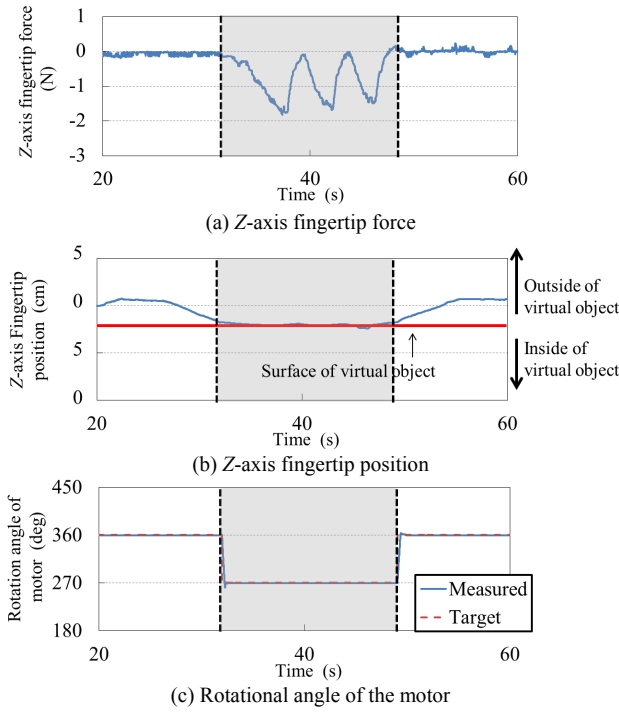 Z-axis fingertip force
(N)
1
0
-1
-2
-3
20
40
60
Time (s)
(a) Z-axis fingertip force
Z-axis Fingertip
position (cm)
5
0
5
0
Outside of
virtual object
Surface of virtual object
Inside of
virtual object
20
40
60
Time (s)
(b) Z-axis fingertip position
Rotation angle of
motor (deg)
450
360
270
180
Measured
Target
20
40
60
Time (s)
(c) Rotational angle of the motor